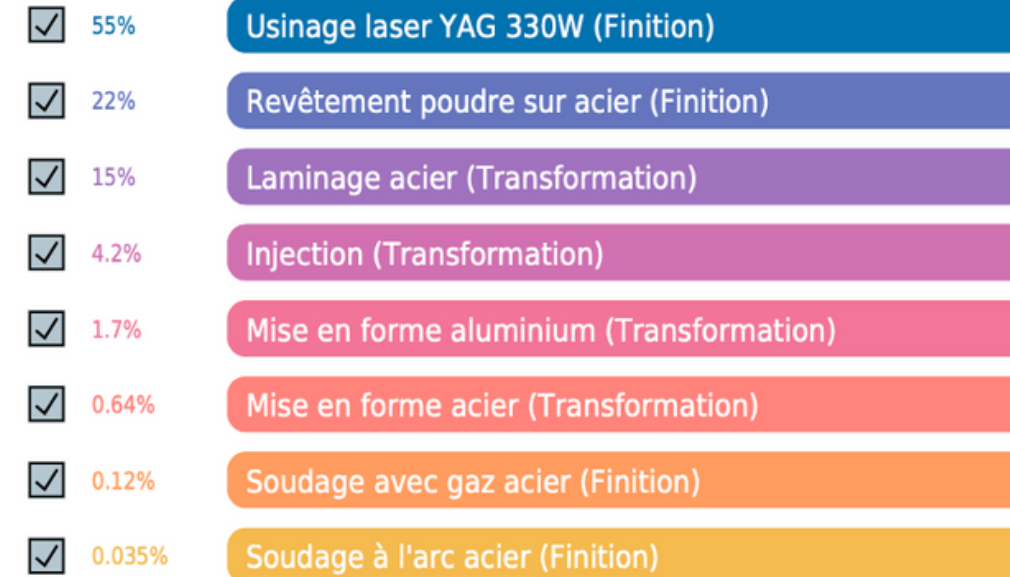 55% Usinage laser YAG 330W (Finition)
22% Revêtement poudre sur acier (Finition)
15% Laminage acier (Transformation)
4.2% Injection (Transformation)
1.7% Mise en forme aluminium (Transformation)
0.64% Mise en forme acier (Transformation)
0.12% Soudage avec gaz acier (Finition)
0.035% Soudage à l'arc acier (Finition)